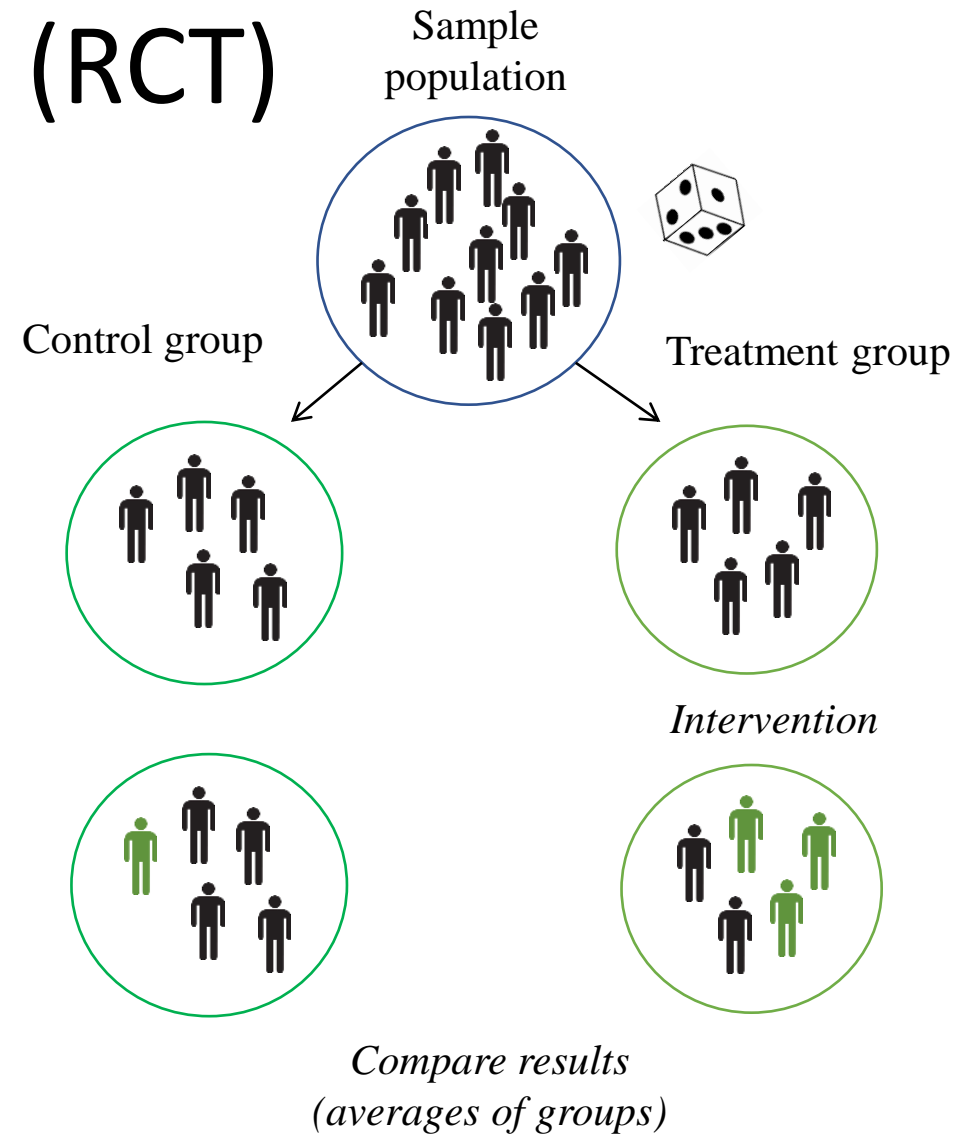 (RCT)
Sample
population
Control group
Treatment group
Intervention
Compare results
(averages of groups)